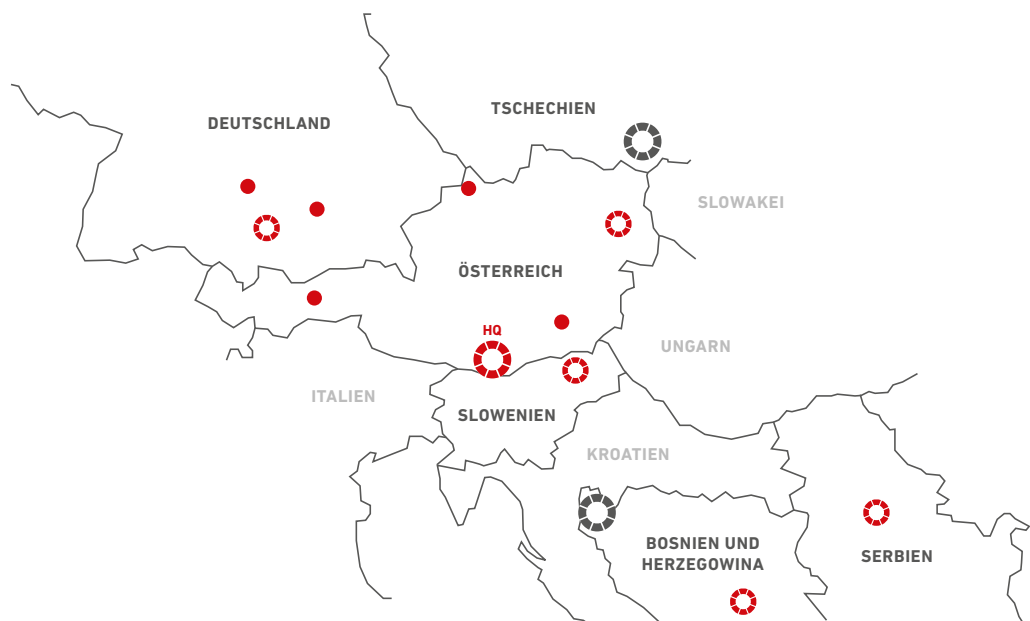 TSCHECHIEN
DEUTSCHLAND
SLOWAKEI
ÖSTERREICH
HQ
UNGARN
ITALIEN
SLOWENIEN
KROATIEN
BOSNIEN UND
HERZEGOWINA
SERBIEN